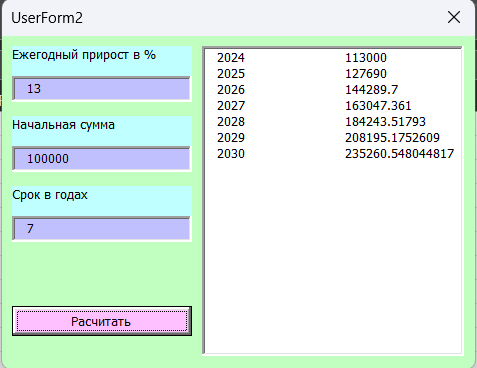 UserForm2
Ежегодный прирост в %
13
Начальная сумма
100000
Срок в годах
7
Расчитать
2024 113000
2025 127690
2026 144289.7
2027 163047.361
2028 184243.51793
2029 208195.1752609
2030 235260.548044817